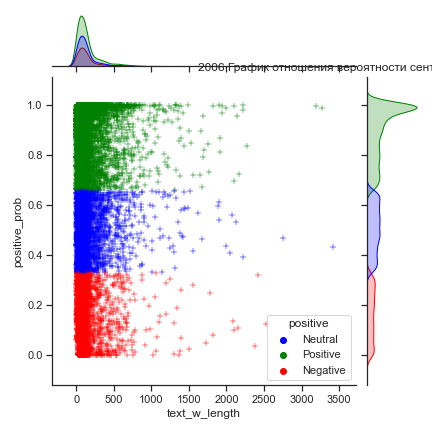 2006 График отношения вероятности сент
1.0
0.8
0.6
0.4
0.2
0.0
positive_prob
0 500 1000 1500 2000 2500 3000 3500
text_w_length
positive
Neutral
Positive
Negative